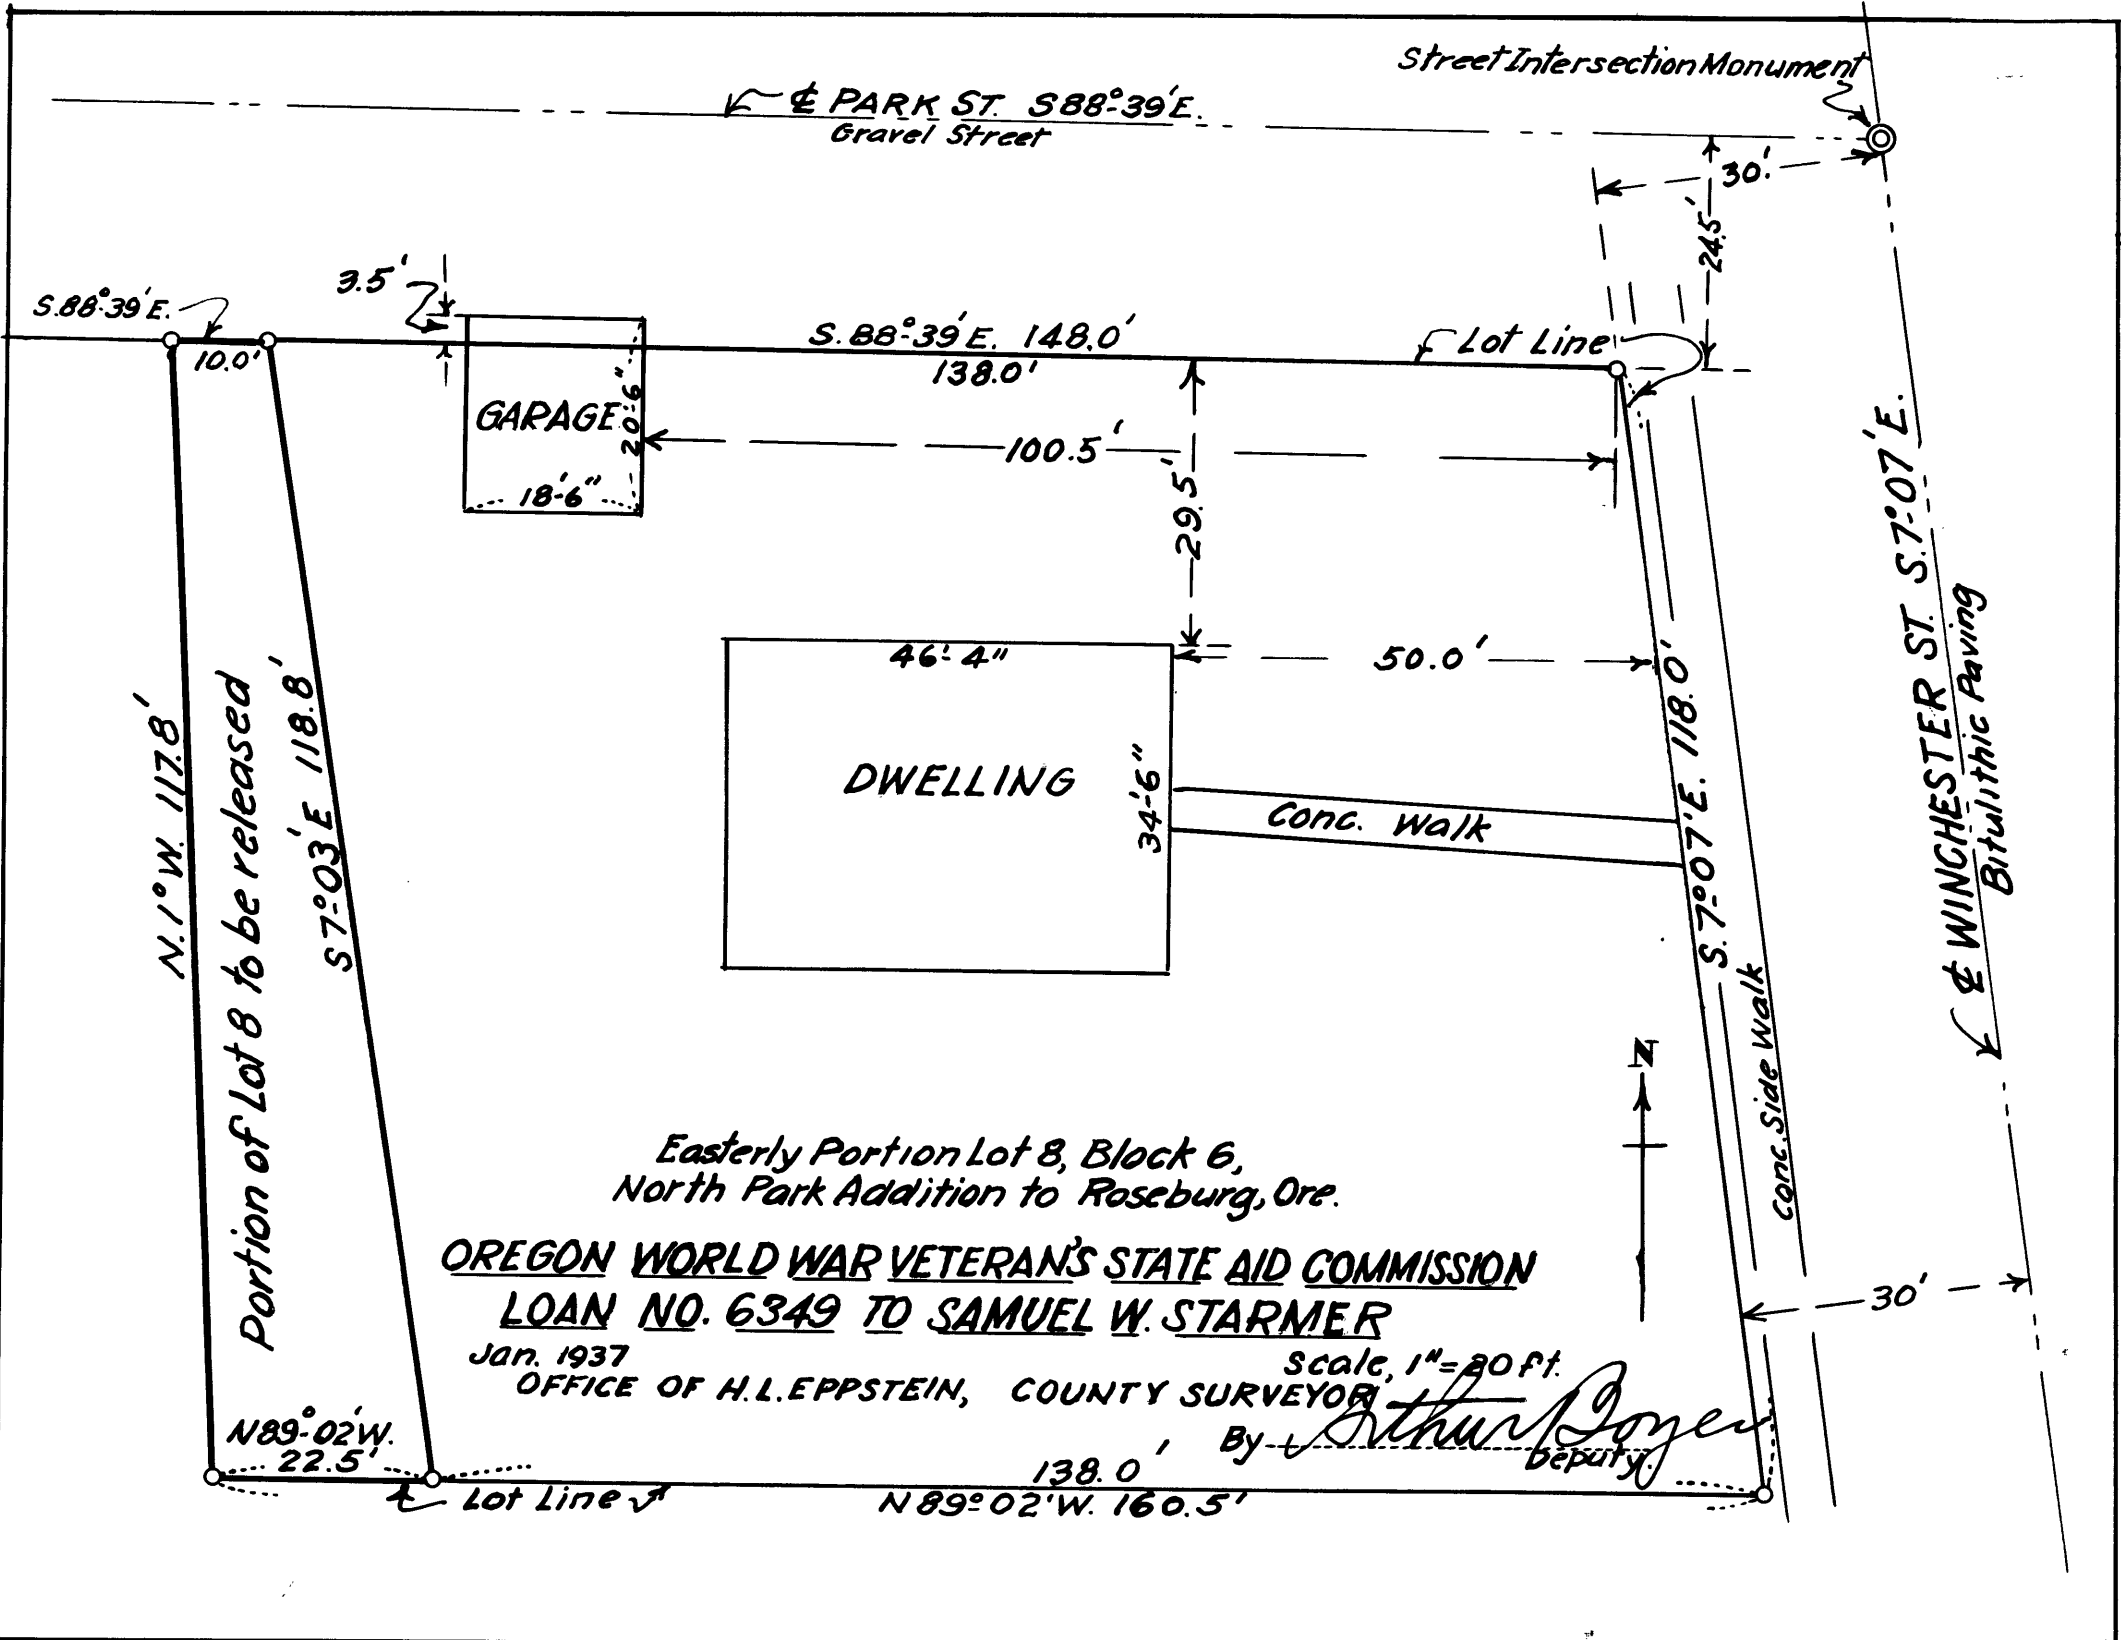 Street Intersection Monument
℄ PARK ST. S88°-39'E.
Gravel Street
30'.
24.5'
3.5'
S.88°-39'E.
10.0'
S.88°-39'E. 148.0'
138.0'
Lot Line
GARAGE
20'-6"
18'-6"
100.5'
29.5'
46'-4"
50.0'
DWELLING
34'-6"
Conc. Walk
N.1°W. 117.8'
Portion of Lot 8 to be released
S7°-03'E 118.8'
S.7°-07'E. 118.0'
Conc. Side Walk
℄ WINCHESTER ST. S.7°-07'E.
Bitulithic Paving
N
Easterly Portion Lot 8, Block 6,
North Park Addition to Roseburg, Ore.
OREGON WORLD WAR VETERAN'S STATE AID COMMISSION
LOAN NO. 6349 TO SAMUEL W. STARMER
Jan. 1937
Scale, 1"=20 ft.
OFFICE OF H.L. EPPSTEIN, COUNTY SURVEYOR
By Arthur Boyer
Deputy.
30'
N89°-02'W.
22.5'
Lot Line
138.0'
N89°-02'W. 160.5'